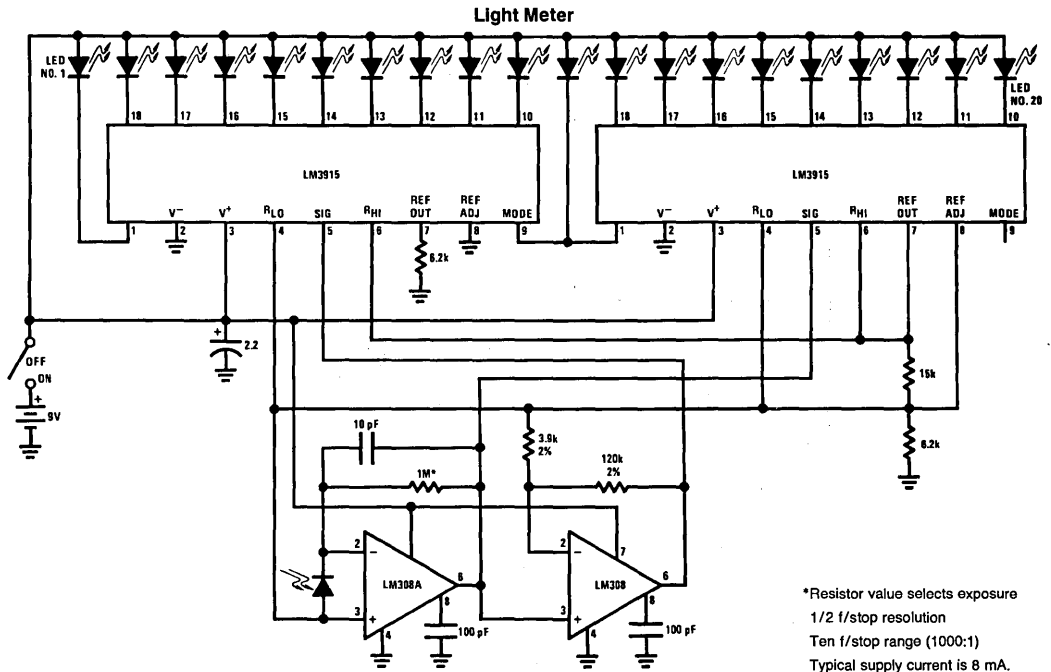 Light Meter
LED
NO. 1
LED
NO. 20
18 17 16 15 14 13 12 11 10
18 17 16 15 14 13 12 11 10
LM3915
LM3915
V− V+ RLO SIG RHI REF OUT REF ADJ MODE
V− V+ RLO SIG RHI REF OUT REF ADJ MODE
1 2 3 4 5 6 7 8 9
1 2 3 4 5 6 7 8 9
6.2k
+
2.2
OFF
ON
+
9V
15k
6.2k
10 pF
3.9k
2%
1M*
120k
2%
2
−
LM308A
6
3
+
8
4
100 pF
2
−
7
LM308
6
3
+
8
4
100 pF
*Resistor value selects exposure
1/2 f/stop resolution
Ten f/stop range (1000:1)
Typical supply current is 8 mA.